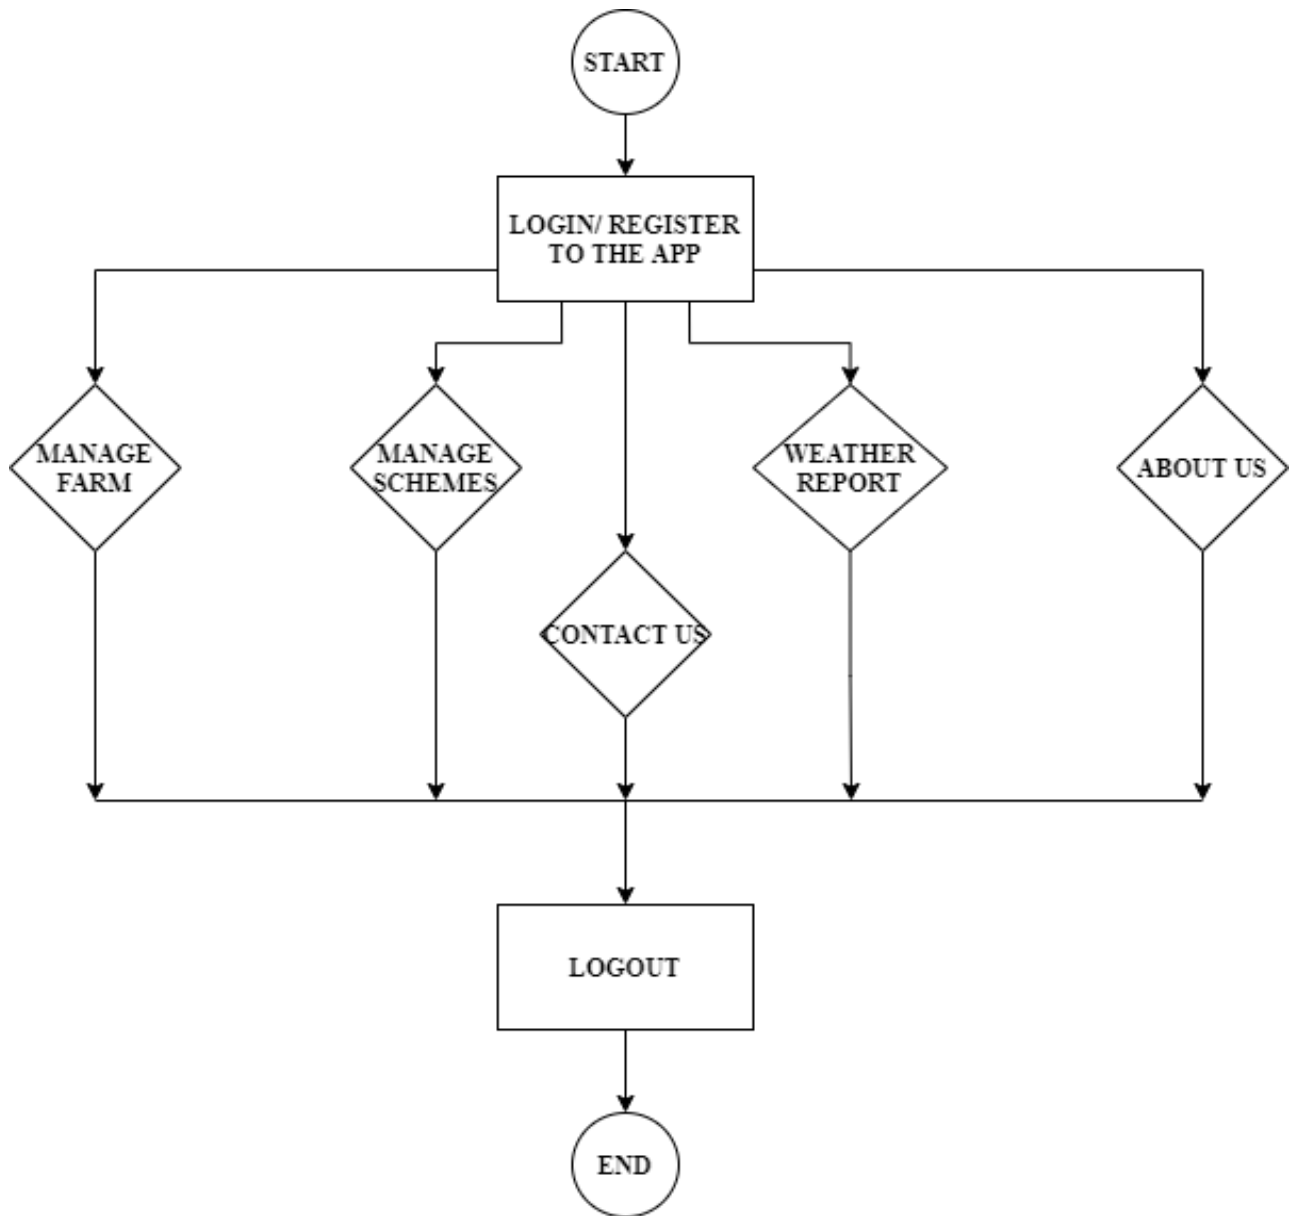 START
LOGIN/ REGISTER
TO THE APP
MANAGE
FARM
MANAGE
SCHEMES
WEATHER
REPORT
ABOUT US
CONTACT US
LOGOUT
END